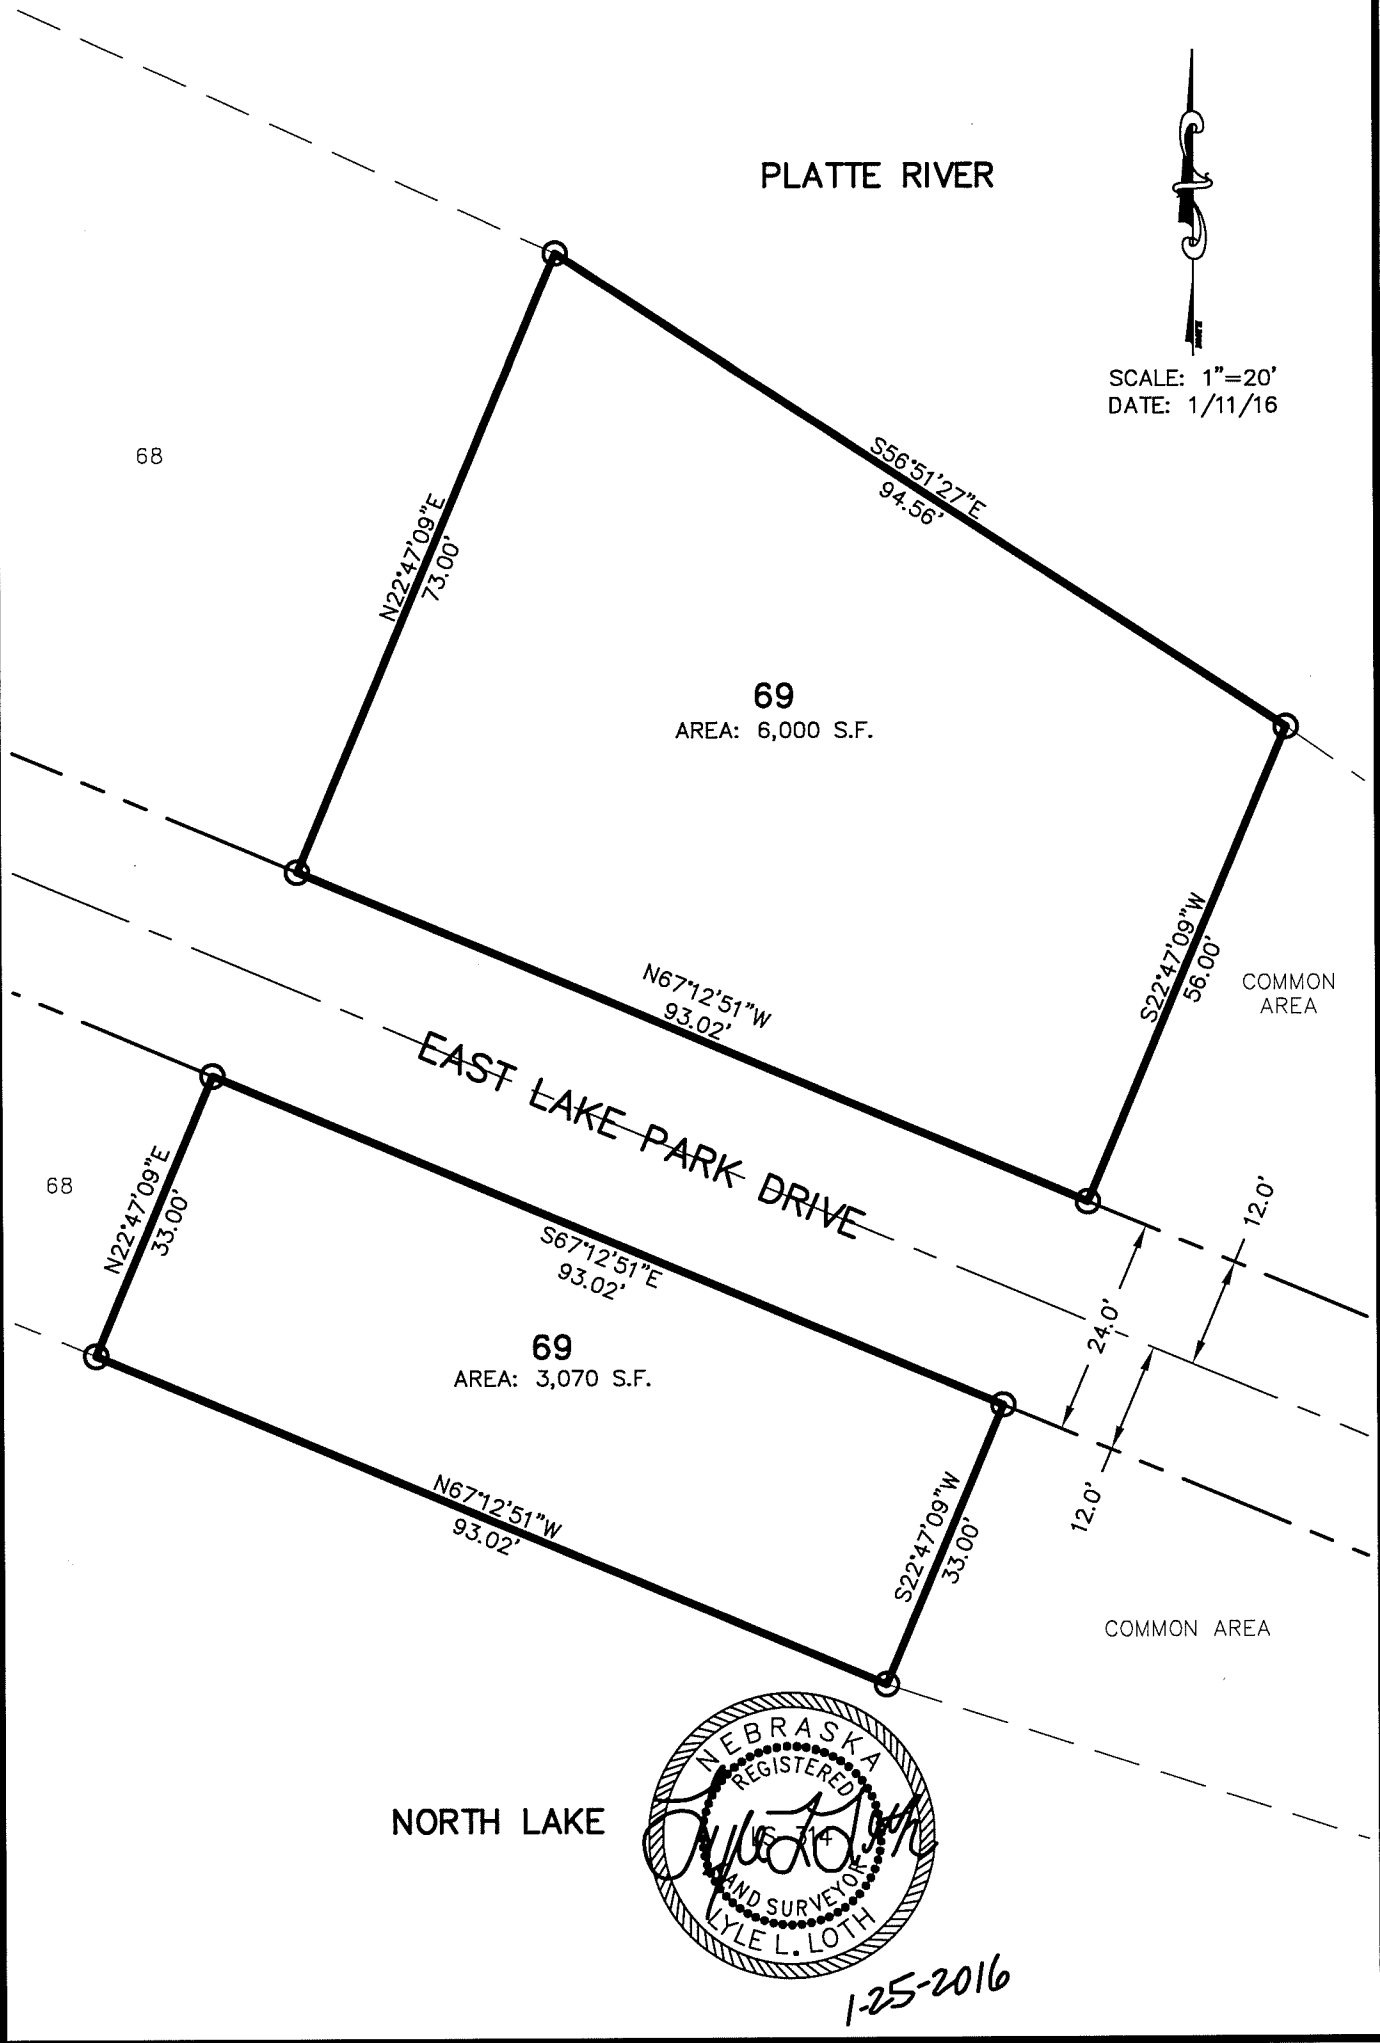 PLATTE RIVER
SCALE: 1"=20'
DATE: 1/11/16
68
S56°51'27"E
94.56'
N22°47'09"E
73.00'
69
AREA: 6,000 S.F.
S22°47'09"W
56.00'
COMMON
AREA
N67°12'51"W
93.02'
EAST LAKE PARK DRIVE
68
N22°47'09"E
33.00'
S67°12'51"E
93.02'
12.0'
24.0'
12.0'
69
AREA: 3,070 S.F.
N67°12'51"W
93.02'
S22°47'09"W
33.00'
COMMON AREA
NORTH LAKE
NEBRASKA
REGISTERED
LS 314
LAND SURVEYOR
LYLE L. LOTH
Lyle L Loth
1-25-2016